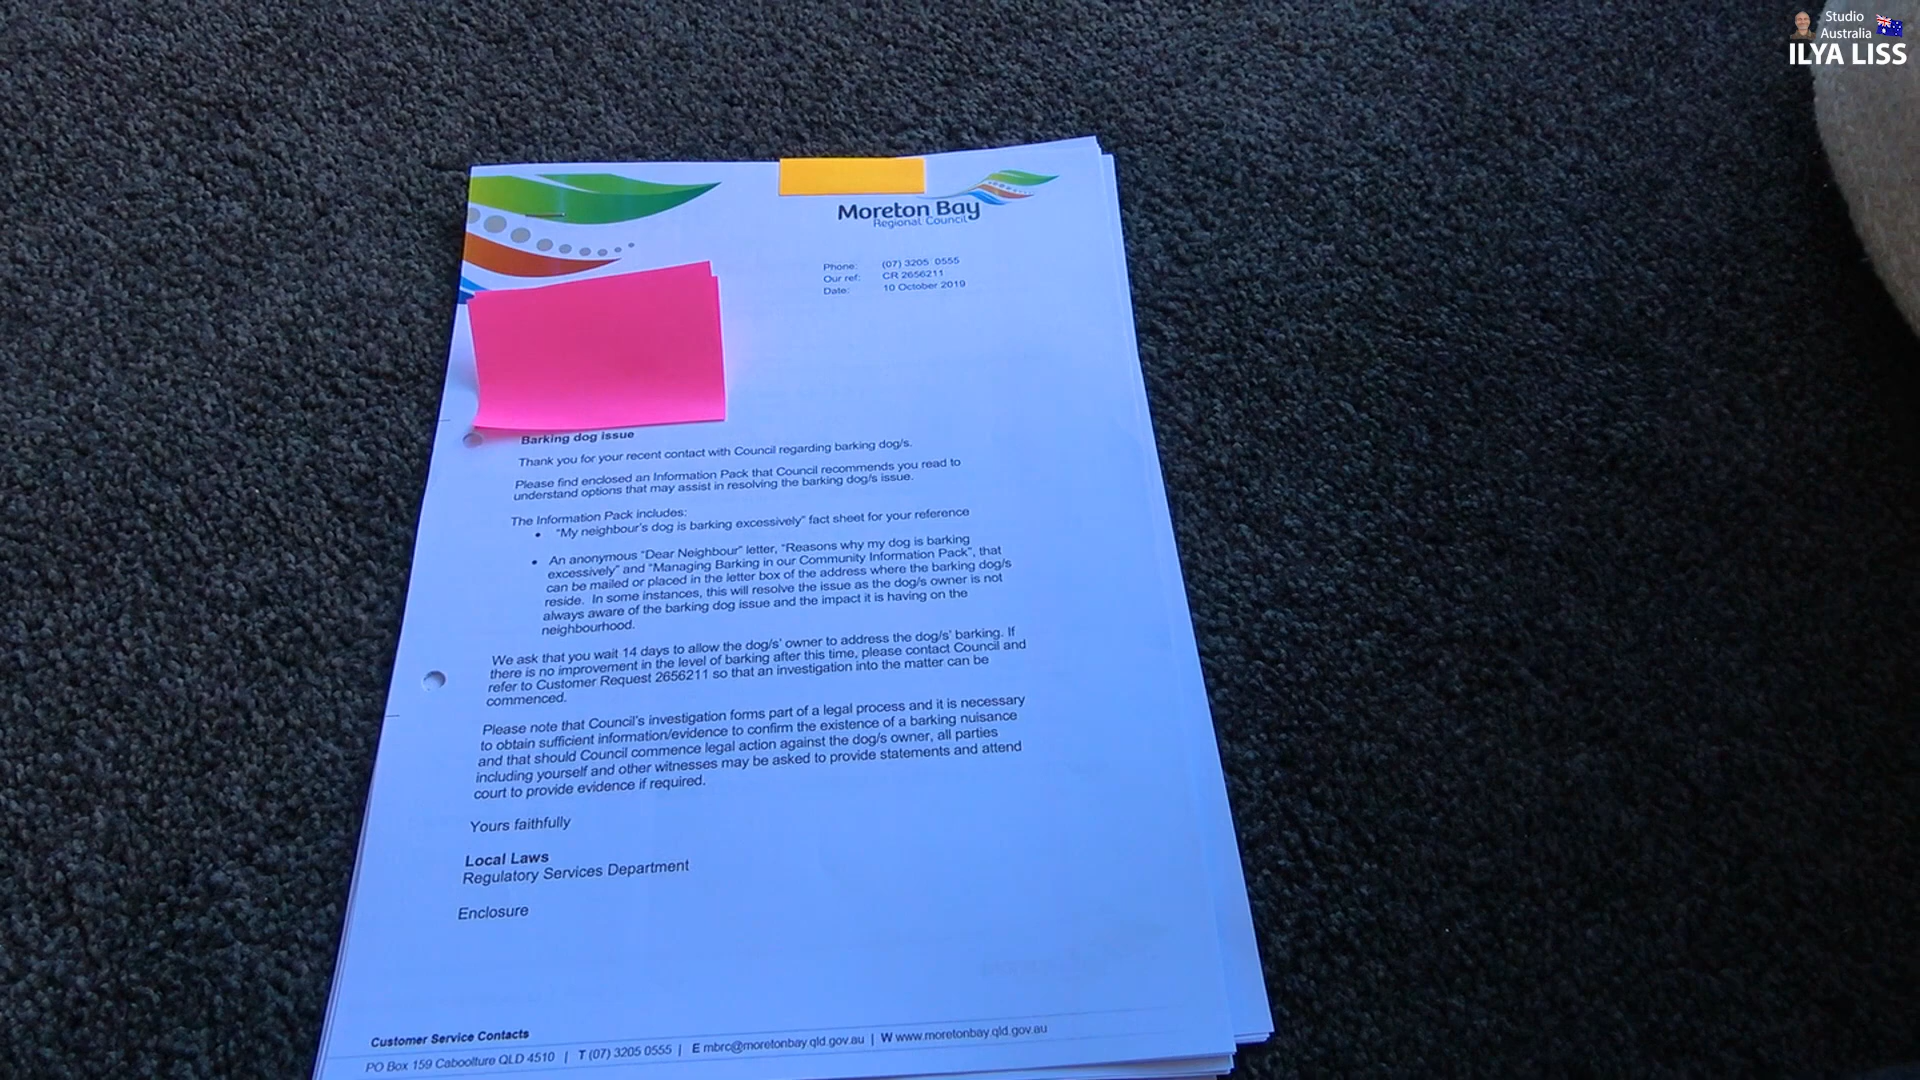 Studio
Australia
ILYA LISS
Moreton Bay
Regional Council
Phone: (07) 3205 0555
Our ref: CR 2656211
Date: 10 October 2019
Barking dog issue
Thank you for your recent contact with Council regarding barking dog/s.
Please find enclosed an Information Pack that Council recommends you read to
understand options that may assist in resolving the barking dog/s issue.
The Information Pack includes:
• "My neighbour's dog is barking excessively" fact sheet for your reference
• An anonymous "Dear Neighbour" letter, "Reasons why my dog is barking
excessively" and "Managing Barking in our Community Information Pack", that
can be mailed or placed in the letter box of the address where the barking dog/s
reside. In some instances, this will resolve the issue as the dog/s owner is not
always aware of the barking dog issue and the impact it is having on the
neighbourhood.
We ask that you wait 14 days to allow the dog/s' owner to address the dog/s' barking. If
there is no improvement in the level of barking after this time, please contact Council and
refer to Customer Request 2656211 so that an investigation into the matter can be
commenced.
Please note that Council's investigation forms part of a legal process and it is necessary
to obtain sufficient information/evidence to confirm the existence of a barking nuisance
and that should Council commence legal action against the dog/s owner, all parties
including yourself and other witnesses may be asked to provide statements and attend
court to provide evidence if required.
Yours faithfully
Local Laws
Regulatory Services Department
Enclosure
Customer Service Contacts
PO Box 159 Caboolture QLD 4510 | T (07) 3205 0555 | E mbrc@moretonbay.qld.gov.au | W www.moretonbay.qld.gov.au